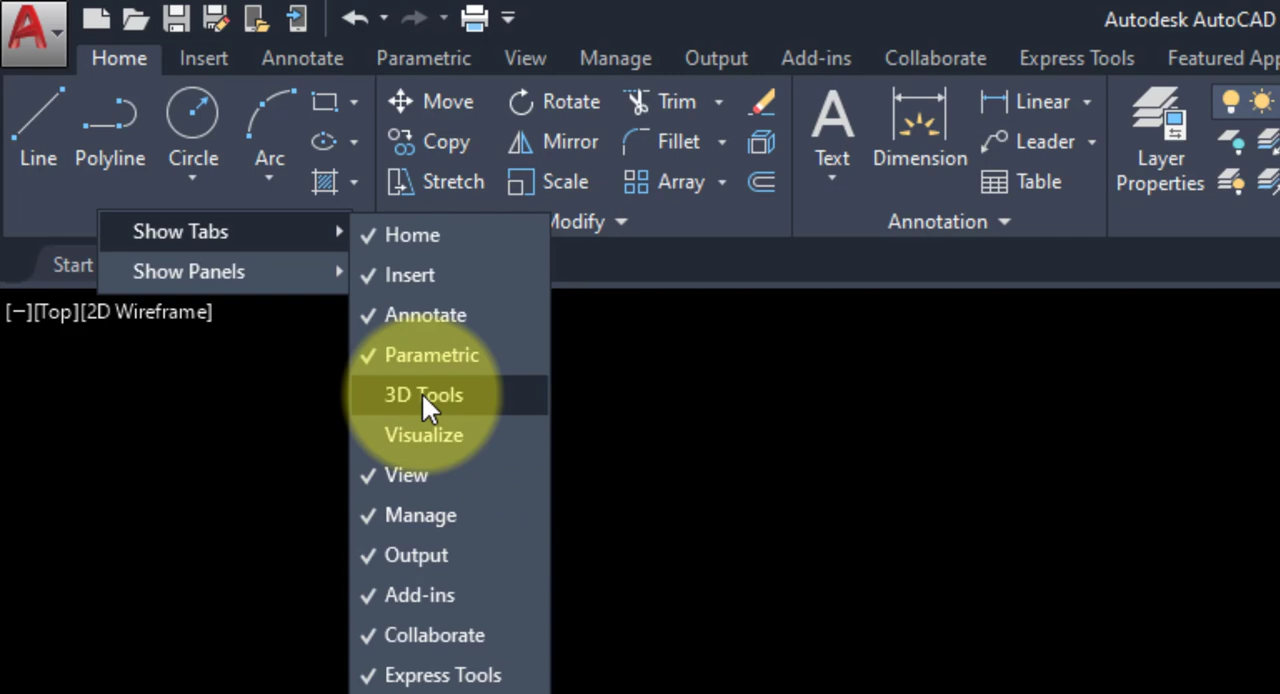 Autodesk AutoCAD
Home Insert Annotate Parametric View Manage Output Add-ins Collaborate Express Tools Featured App
Move Rotate Trim Linear
Copy Mirror Fillet Leader
Line Polyline Circle Arc Text Dimension Layer Properties
Stretch Scale Array Table
Modify Annotation
Start
Show Tabs
Show Panels
[−][Top][2D Wireframe]
Home
Insert
Annotate
Parametric
3D Tools
Visualize
View
Manage
Output
Add-ins
Collaborate
Express Tools